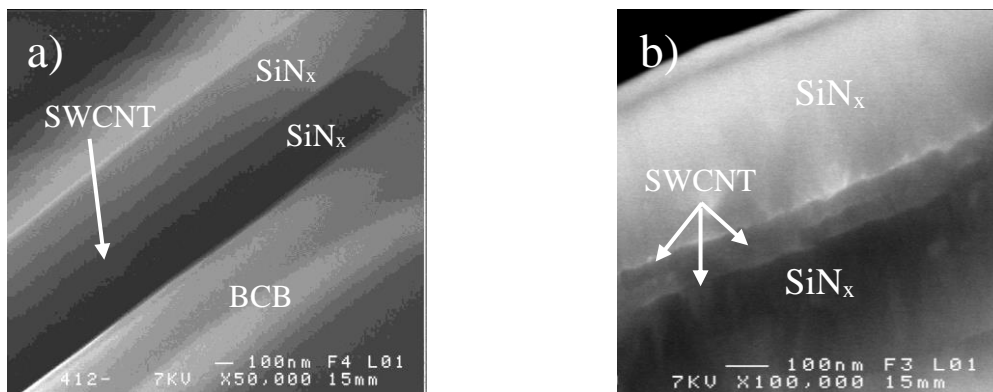 a)
SiNₓ
SWCNT
SiNₓ
BCB
100nm F4 L01
412- 7KV X50,000 15mm
b)
SiNₓ
SWCNT
SiNₓ
100nm F3 L01
7KV X100,000 15mm